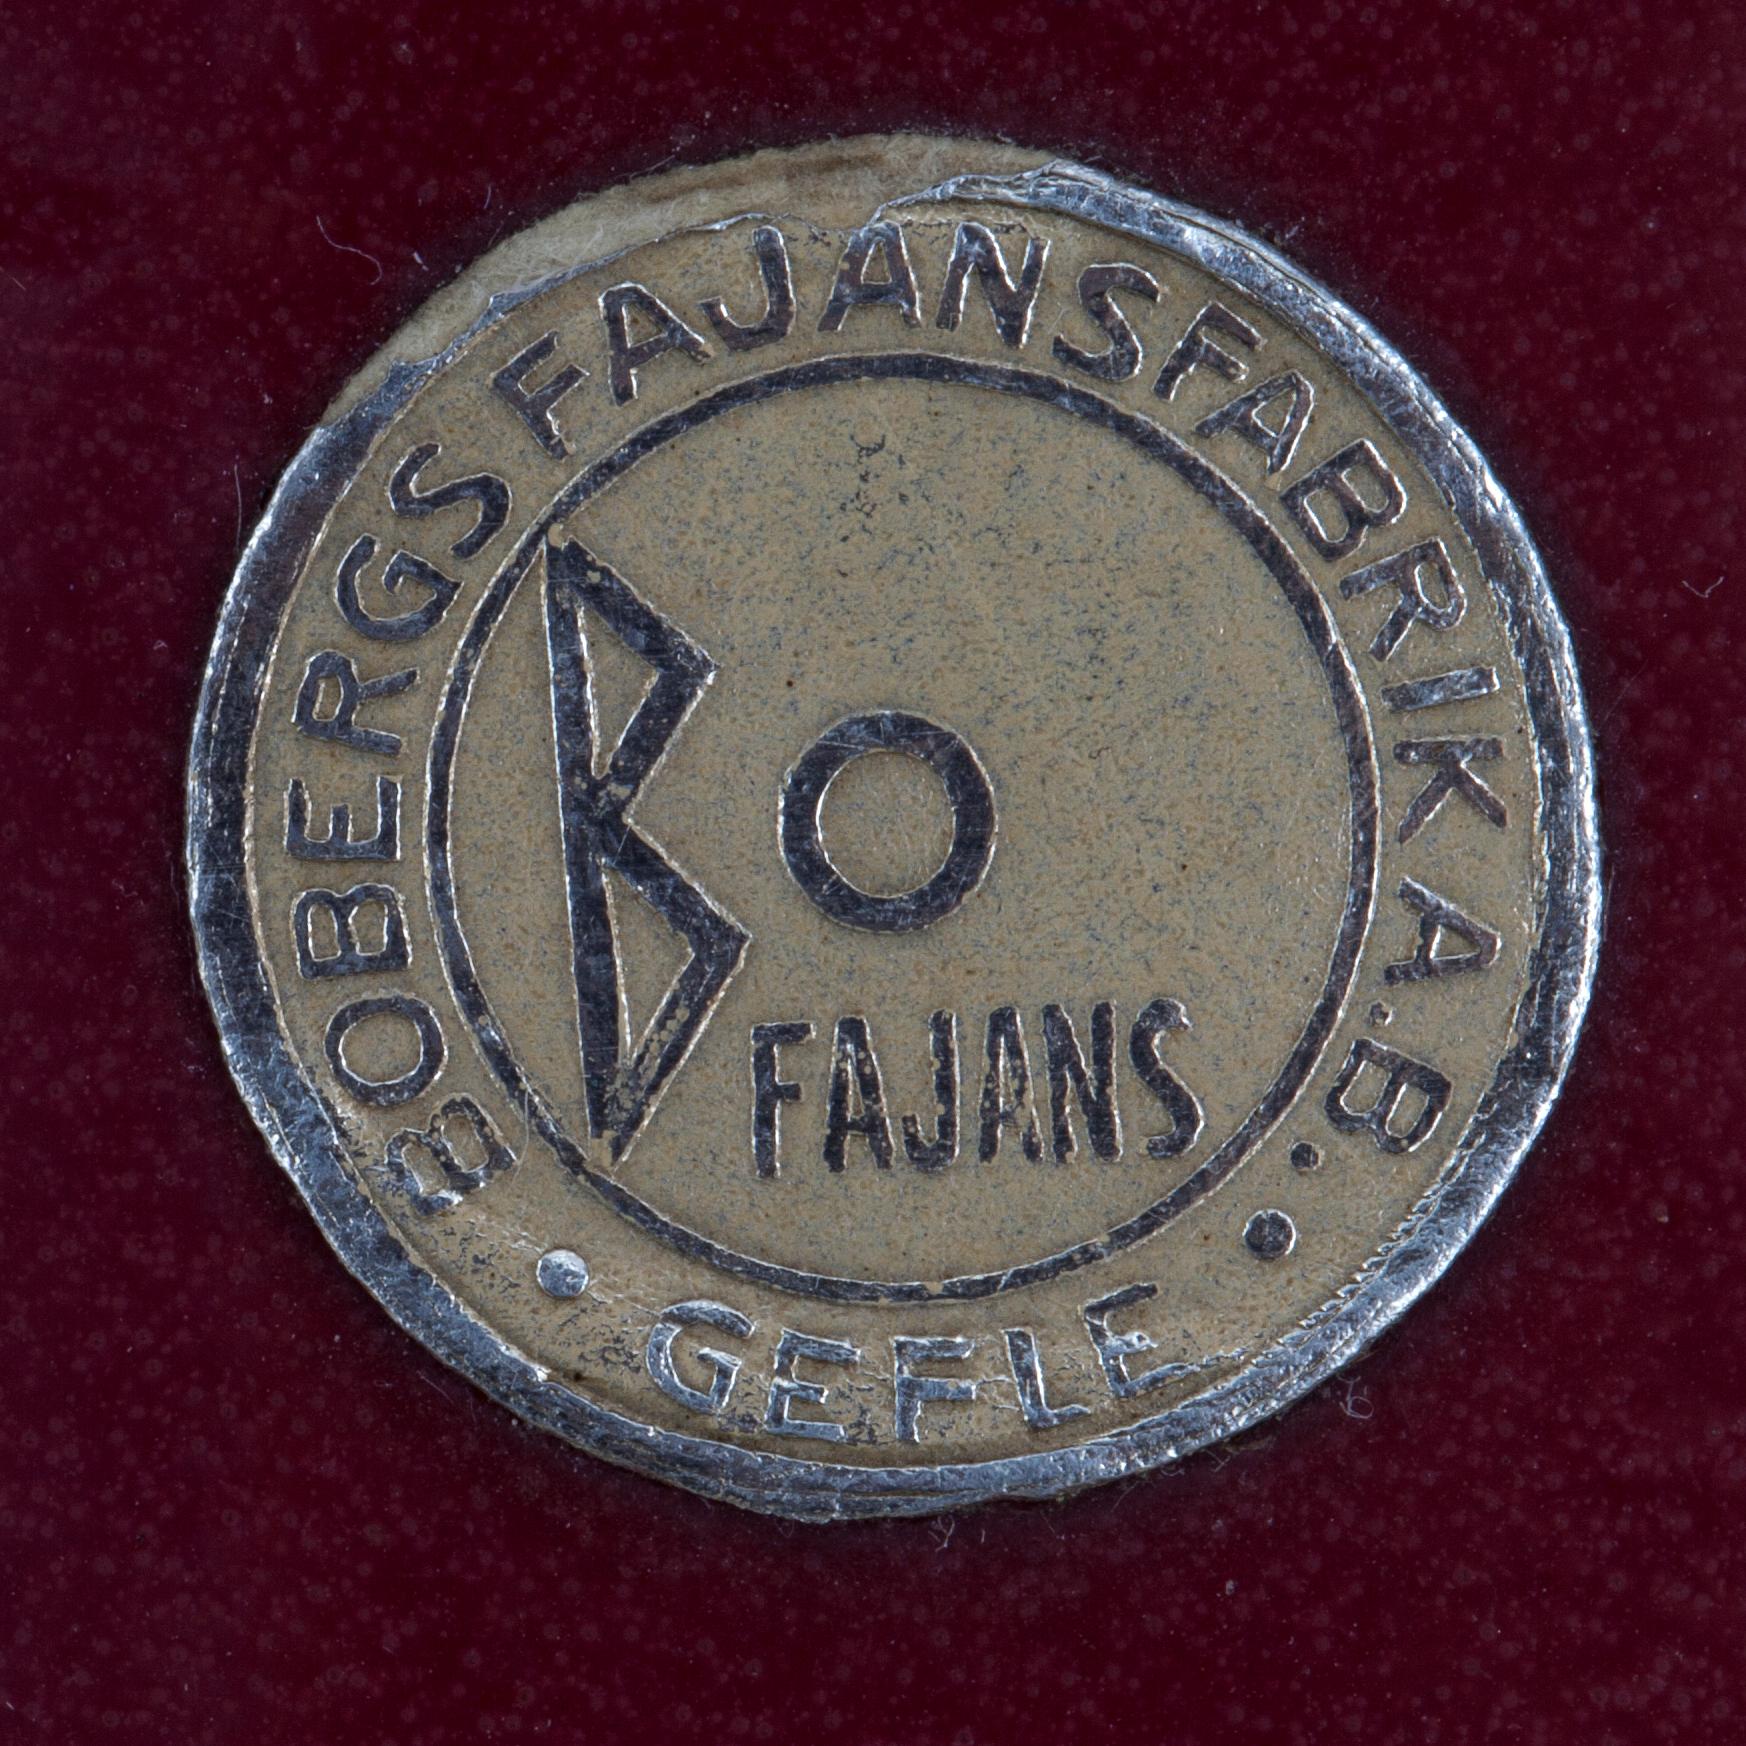 BOBERGS FAJANSFABRIK A.B.
BO
FAJANS
• GEFLE •